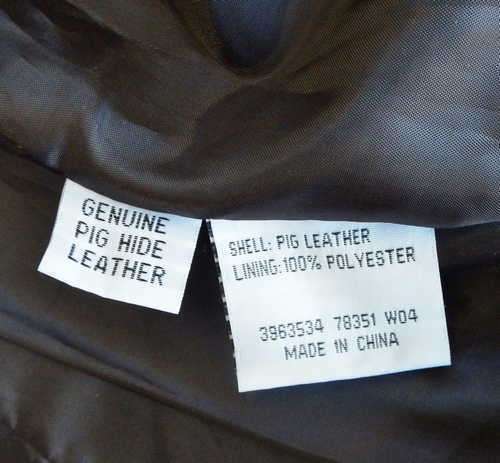 GENUINE
PIG HIDE
LEATHER
SHELL: PIG LEATHER
LINING:100% POLYESTER
3963534 78351 W04
MADE IN CHINA